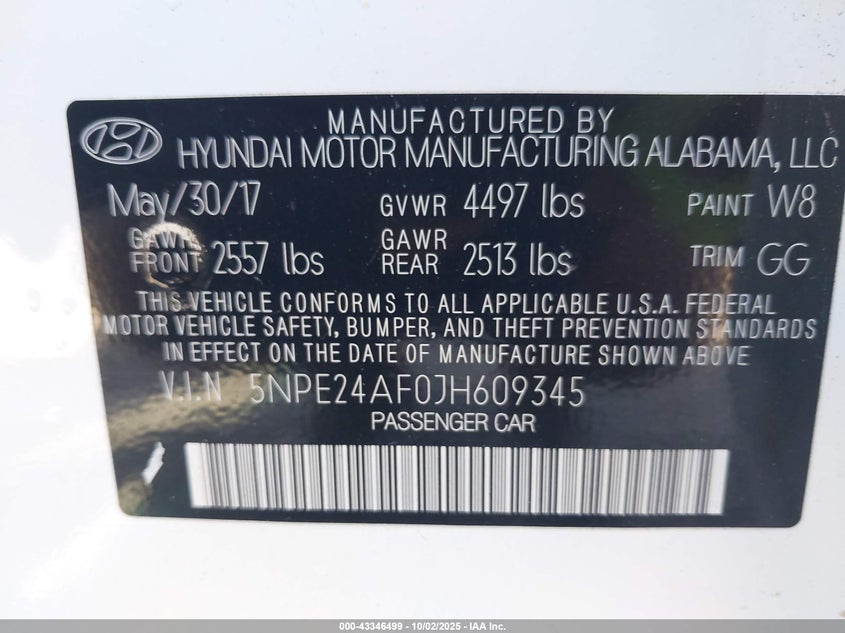 MANUFACTURED BY
HYUNDAI MOTOR MANUFACTURING ALABAMA, LLC
May/30/17 GVWR 4497 lbs PAINT W8
GAWR FRONT 2557 lbs GAWR REAR 2513 lbs TRIM GG
THIS VEHICLE CONFORMS TO ALL APPLICABLE U.S.A. FEDERAL
MOTOR VEHICLE SAFETY, BUMPER, AND THEFT PREVENTION STANDARDS
IN EFFECT ON THE DATE OF MANUFACTURE SHOWN ABOVE
V.I.N 5NPE24AF0JH609345
PASSENGER CAR
000-43346499 - 10/02/2025 - IAA Inc.